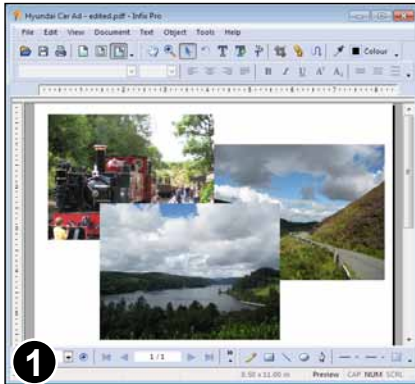 Hyundai Car Ad - edited.pdf - Infix Pro
File Edit View Document Text Object Tools Help
Colour
1 / 1
8.50 x 11.00 in Preview CAP NUM SCRL
1